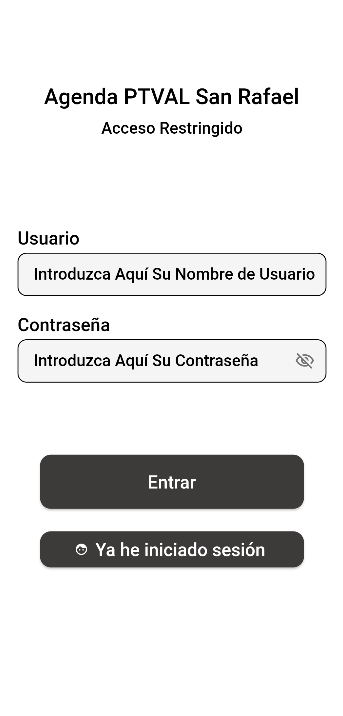 Agenda PTVAL San Rafael
Acceso Restringido
Usuario
Introduzca Aquí Su Nombre de Usuario
Contraseña
Introduzca Aquí Su Contraseña
Entrar
Ya he iniciado sesión